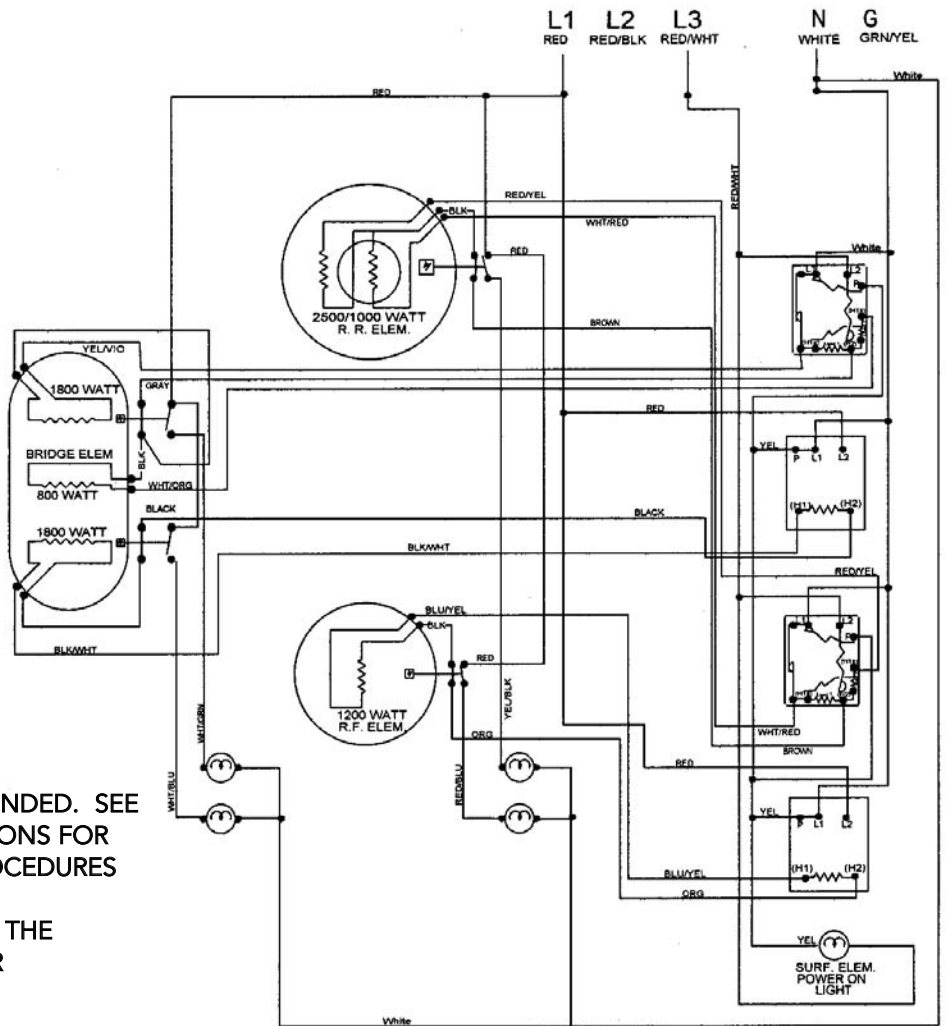 L1 L2 L3 N G
RED RED/BLK RED/WHT WHITE GRN/YEL
White
RED
RED/WHT
RED/YEL
BLK
WHT/RED
RED
White
L1 L2
P
2500/1000 WATT
R. R. ELEM.
BROWN
YEL/VIO
GRAY
1800 WATT
RED
BRIDGE ELEM
BLK
YEL
P L1 L2
WHT/ORG
800 WATT
BLACK
(H1) (H2)
BLACK
1800 WATT
BLK/WHT
RED/YEL
BLU/YEL
BLK
L1 L2
P
RED
BLK/WHT
YEL/BLK
1200 WATT
R.F. ELEM.
WHT/GRN
ORG
WHT/RED
BROWN
RED
WHT/BLU
RED/BLU
NDED. SEE
ONS FOR
OCEDURES
YEL
P L1 L2
BLU/YEL
(H1) (H2)
ORG
THE
R
YEL
SURF. ELEM.
POWER ON
LIGHT
White